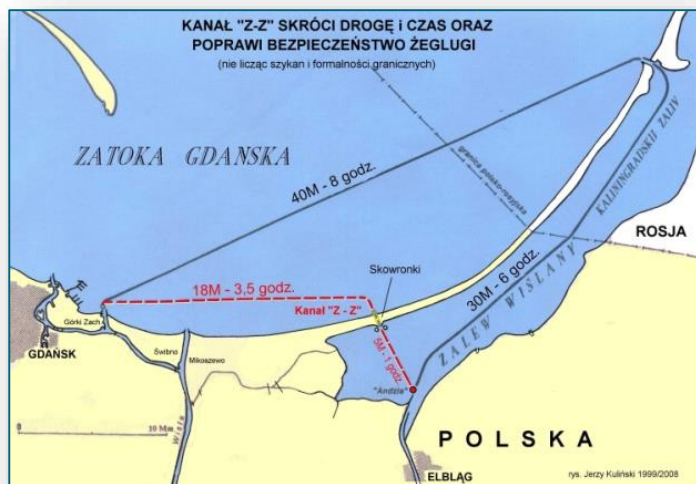 KANAŁ "Z-Z" SKRÓCI DROGĘ i CZAS ORAZ
POPRAWI BEZPIECZEŃSTWO ŻEGLUGI
(nie licząc szykan i formalności granicznych)
ZATOKA GDAŃSKA
40M - 8 godz.
granica polsko-rosyjska
KALININGRADSKIJ ZALIV
ROSJA
18M - 3,5 godz.
Skowronki
Kanał "Z - Z"
30M - 6 godz.
ZALEW WIŚLANY
5M - 1 godz.
"Andzia"
Górki Zach.
GDAŃSK
Świbno
Mikoszewo
Wisła
0 10 Mm
POLSKA
ELBLĄG
rys. Jerzy Kuliński 1999/2008